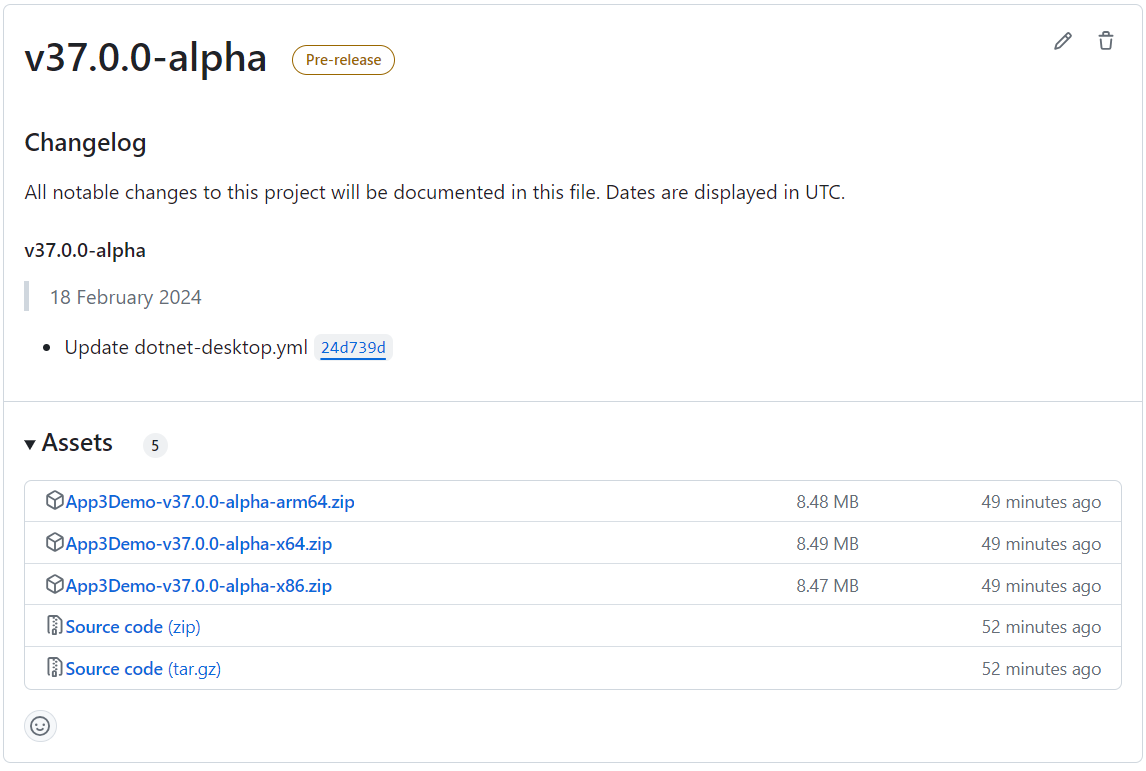 v37.0.0-alpha Pre-release
Changelog
All notable changes to this project will be documented in this file. Dates are displayed in UTC.
v37.0.0-alpha
18 February 2024
Update dotnet-desktop.yml 24d739d
Assets 5
App3Demo-v37.0.0-alpha-arm64.zip 8.48 MB 49 minutes ago
App3Demo-v37.0.0-alpha-x64.zip 8.49 MB 49 minutes ago
App3Demo-v37.0.0-alpha-x86.zip 8.47 MB 49 minutes ago
Source code (zip) 52 minutes ago
Source code (tar.gz) 52 minutes ago